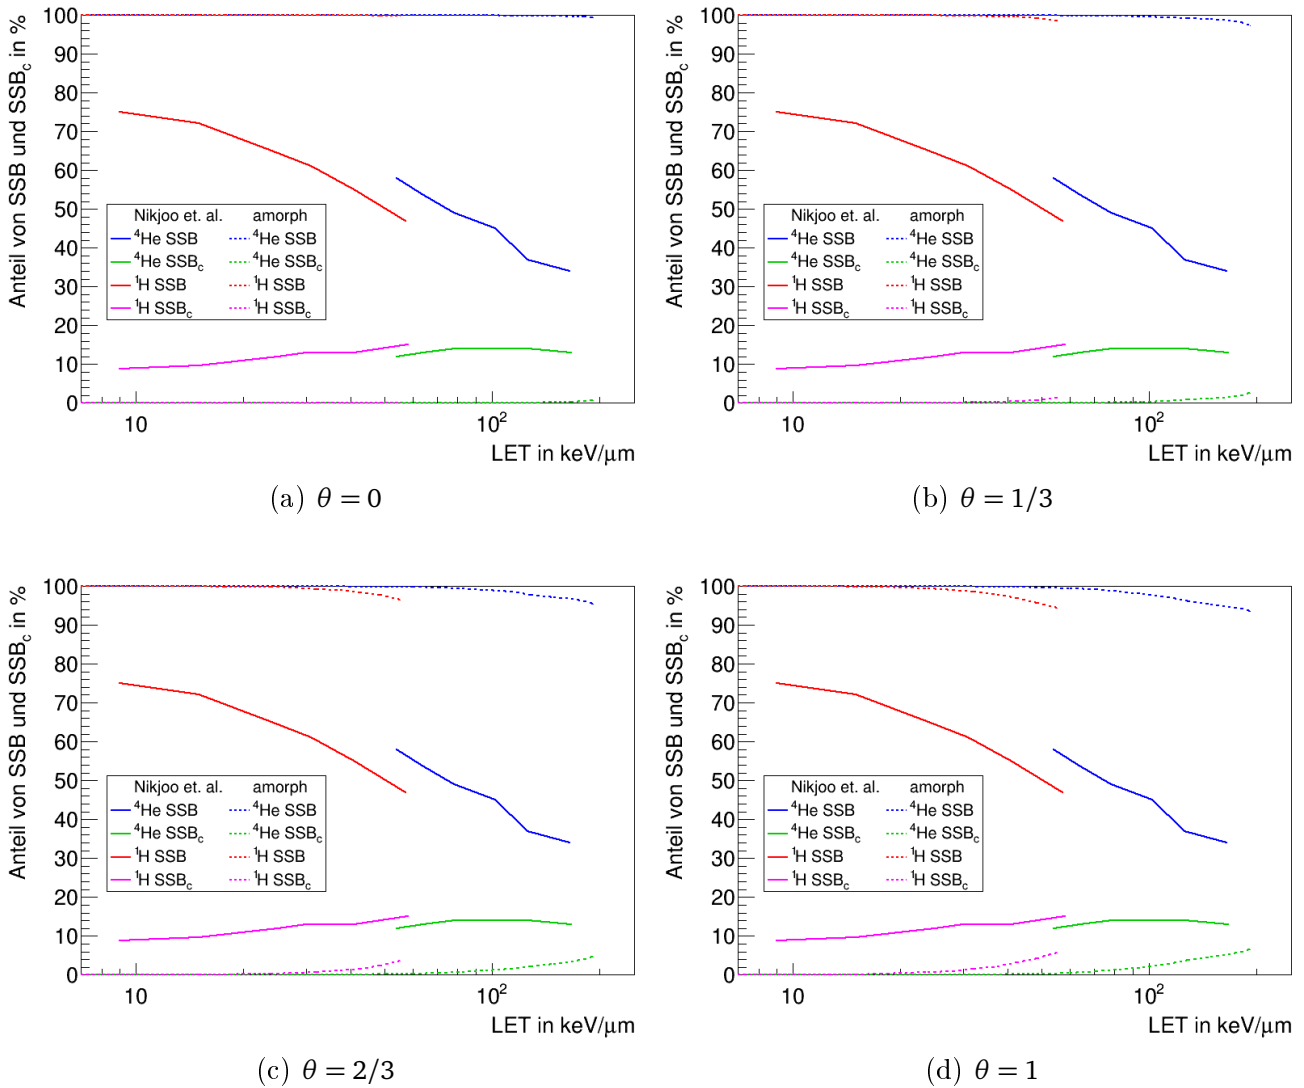 Anteil von SSB und SSBc in %
100
90
80
70
60
50
40
30
20
10
0
Nikjoo et. al. amorph
⁴He SSB ⁴He SSB
⁴He SSBc ⁴He SSBc
¹H SSB ¹H SSB
¹H SSBc ¹H SSBc
10 10²
LET in keV/μm
(a) θ = 0
Anteil von SSB und SSBc in %
100
90
80
70
60
50
40
30
20
10
0
Nikjoo et. al. amorph
⁴He SSB ⁴He SSB
⁴He SSBc ⁴He SSBc
¹H SSB ¹H SSB
¹H SSBc ¹H SSBc
10 10²
LET in keV/μm
(b) θ = 1/3
Anteil von SSB und SSBc in %
100
90
80
70
60
50
40
30
20
10
0
Nikjoo et. al. amorph
⁴He SSB ⁴He SSB
⁴He SSBc ⁴He SSBc
¹H SSB ¹H SSB
¹H SSBc ¹H SSBc
10 10²
LET in keV/μm
(c) θ = 2/3
Anteil von SSB und SSBc in %
100
90
80
70
60
50
40
30
20
10
0
Nikjoo et. al. amorph
⁴He SSB ⁴He SSB
⁴He SSBc ⁴He SSBc
¹H SSB ¹H SSB
¹H SSBc ¹H SSBc
10 10²
LET in keV/μm
(d) θ = 1